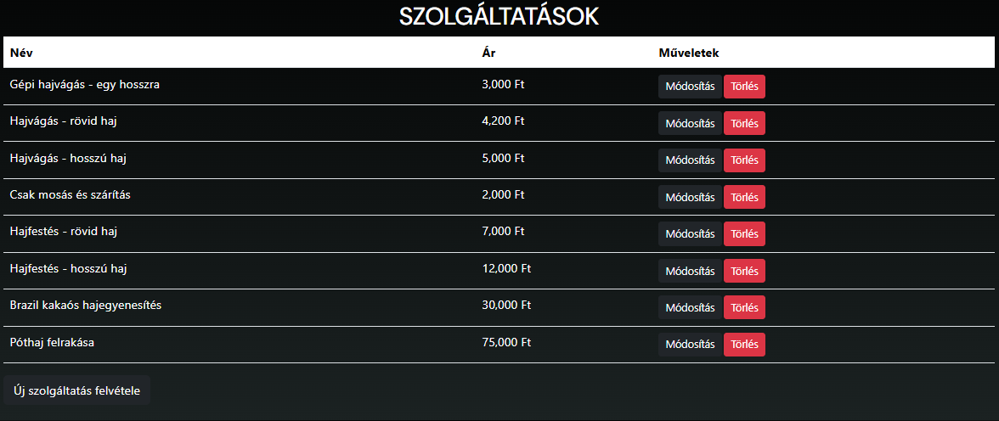 SZOLGÁLTATÁSOK
Név Ár Műveletek
Gépi hajvágás - egy hosszra 3,000 Ft Módosítás Törlés
Hajvágás - rövid haj 4,200 Ft Módosítás Törlés
Hajvágás - hosszú haj 5,000 Ft Módosítás Törlés
Csak mosás és szárítás 2,000 Ft Módosítás Törlés
Hajfestés - rövid haj 7,000 Ft Módosítás Törlés
Hajfestés - hosszú haj 12,000 Ft Módosítás Törlés
Brazil kakaós hajegyenesítés 30,000 Ft Módosítás Törlés
Póthaj felrakása 75,000 Ft Módosítás Törlés
Új szolgáltatás felvétele